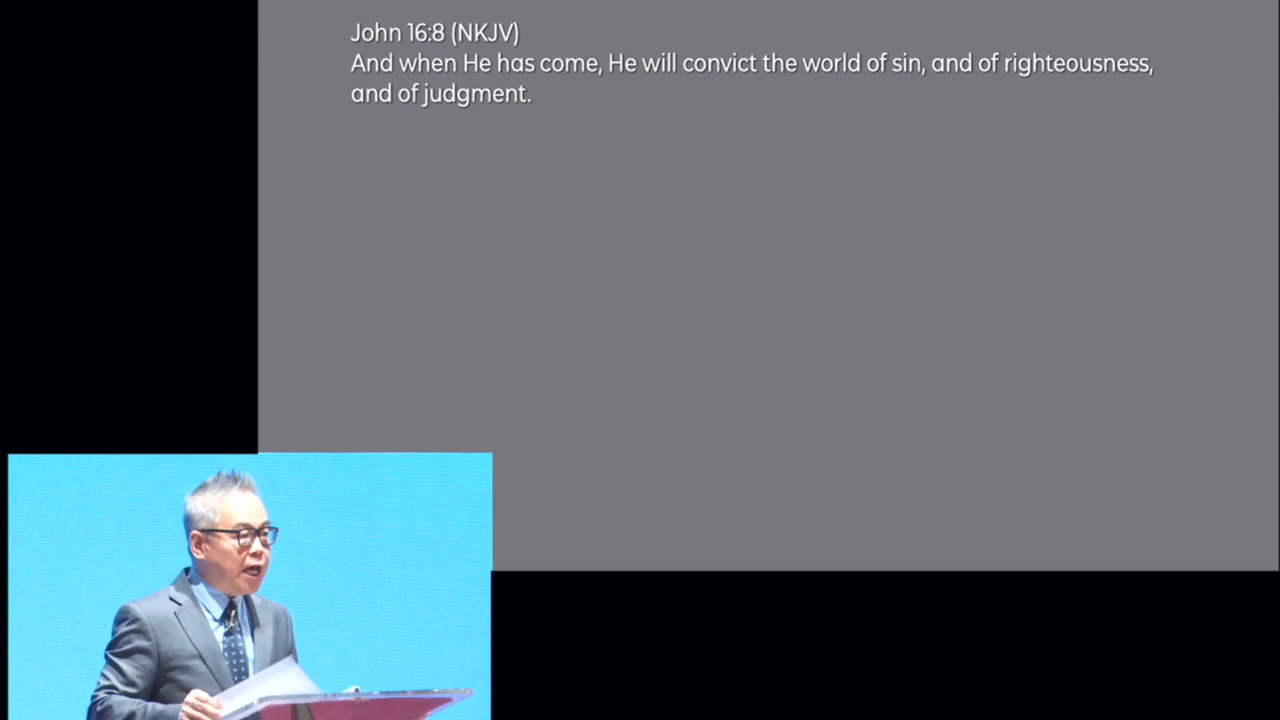 John 16:8 (NKJV)
And when He has come, He will convict the world of sin, and of righteousness,
and of judgment.